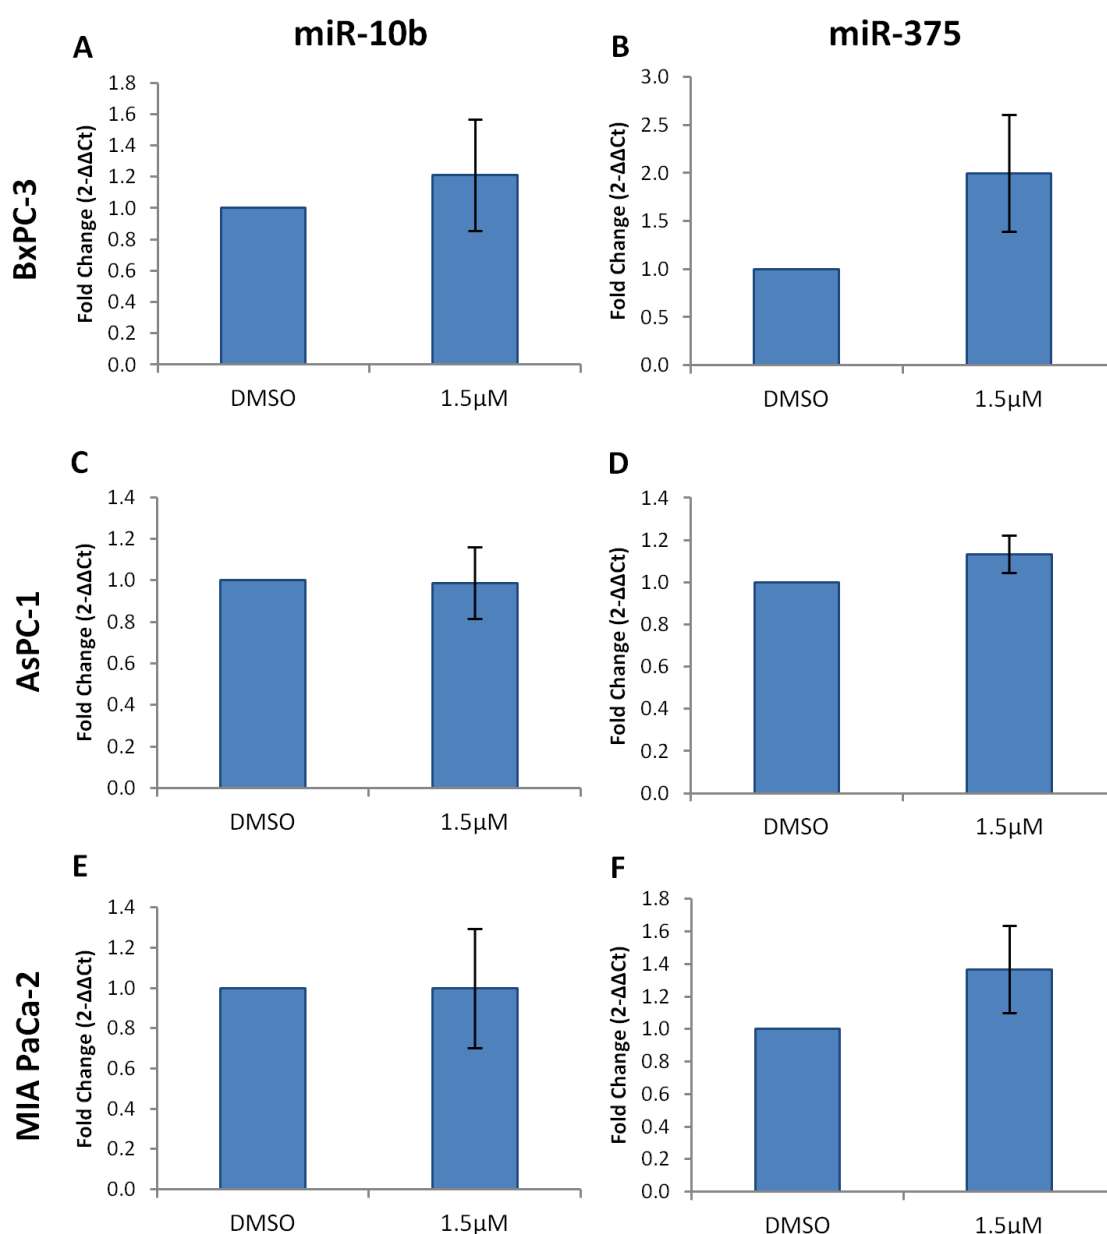 miR-10b
miR-375
BxPC-3
A
Fold Change (2-ΔΔCt)
1.8
1.6
1.4
1.2
1.0
0.8
0.6
0.4
0.2
0.0
DMSO 1.5µM
B
Fold Change (2-ΔΔCt)
3.0
2.5
2.0
1.5
1.0
0.5
0.0
DMSO 1.5µM
AsPC-1
C
Fold Change (2-ΔΔCt)
1.4
1.2
1.0
0.8
0.6
0.4
0.2
0.0
DMSO 1.5µM
D
Fold Change (2-ΔΔCt)
1.4
1.2
1.0
0.8
0.6
0.4
0.2
0.0
DMSO 1.5µM
MIA PaCa-2
E
Fold Change (2-ΔΔCt)
1.4
1.2
1.0
0.8
0.6
0.4
0.2
0.0
DMSO 1.5µM
F
Fold Change (2-ΔΔCt)
1.8
1.6
1.4
1.2
1.0
0.8
0.6
0.4
0.2
0.0
DMSO 1.5µM